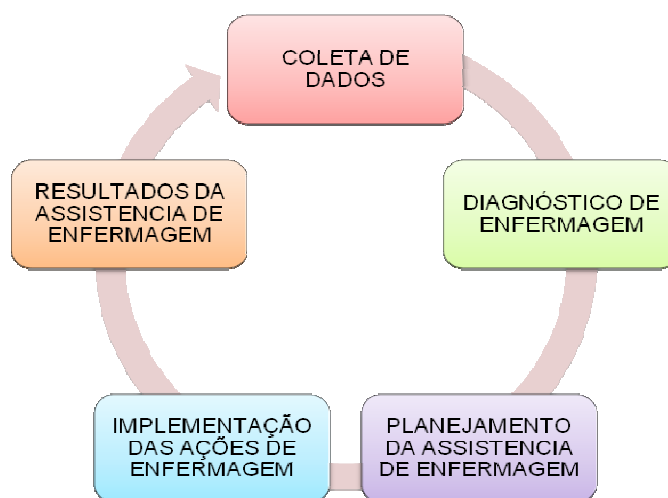 COLETA DE
DADOS
DIAGNÓSTICO DE
ENFERMAGEM
PLANEJAMENTO
DA ASSISTENCIA
DE ENFERMAGEM
IMPLEMENTAÇÃO
DAS AÇÕES DE
ENFERMAGEM
RESULTADOS DA
ASSISTENCIA DE
ENFERMAGEM